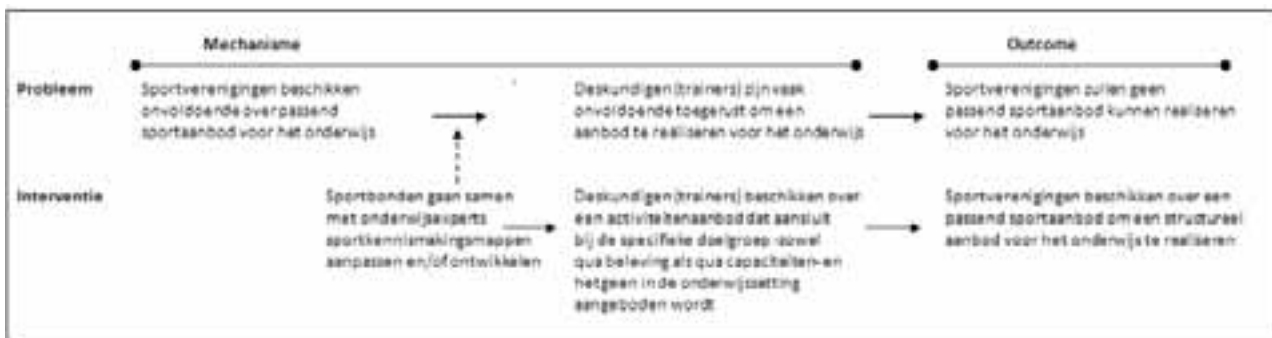 Mechanisme
Outcome
Probleem
Sportverenigingen beschikken
onvoldoende over passend
sportaanbod voor het onderwijs
Deskundigen (trainers) zijn vaak
onvoldoende toegerust om een
aanbod te realiseren voor het onderwijs
Sportverenigingen zullen geen
passend sportaanbod kunnen realiseren
voor het onderwijs
Interventie
Sportbonden gaan samen
met onderwijsexperts
sportkennismakingsmappen
aanpassen en/of ontwikkelen
Deskundigen (trainers) beschikken over
een activiteitenaanbod dat aansluit
bij de specifieke doelgroep -sowel
qua beleving als qua capaciteiten- en
hetgeen in de onderwijssetting
aangeboden wordt
Sportverenigingen beschikken over een
passend sportaanbod om een structureel
aanbod voor het onderwijs te realiseren